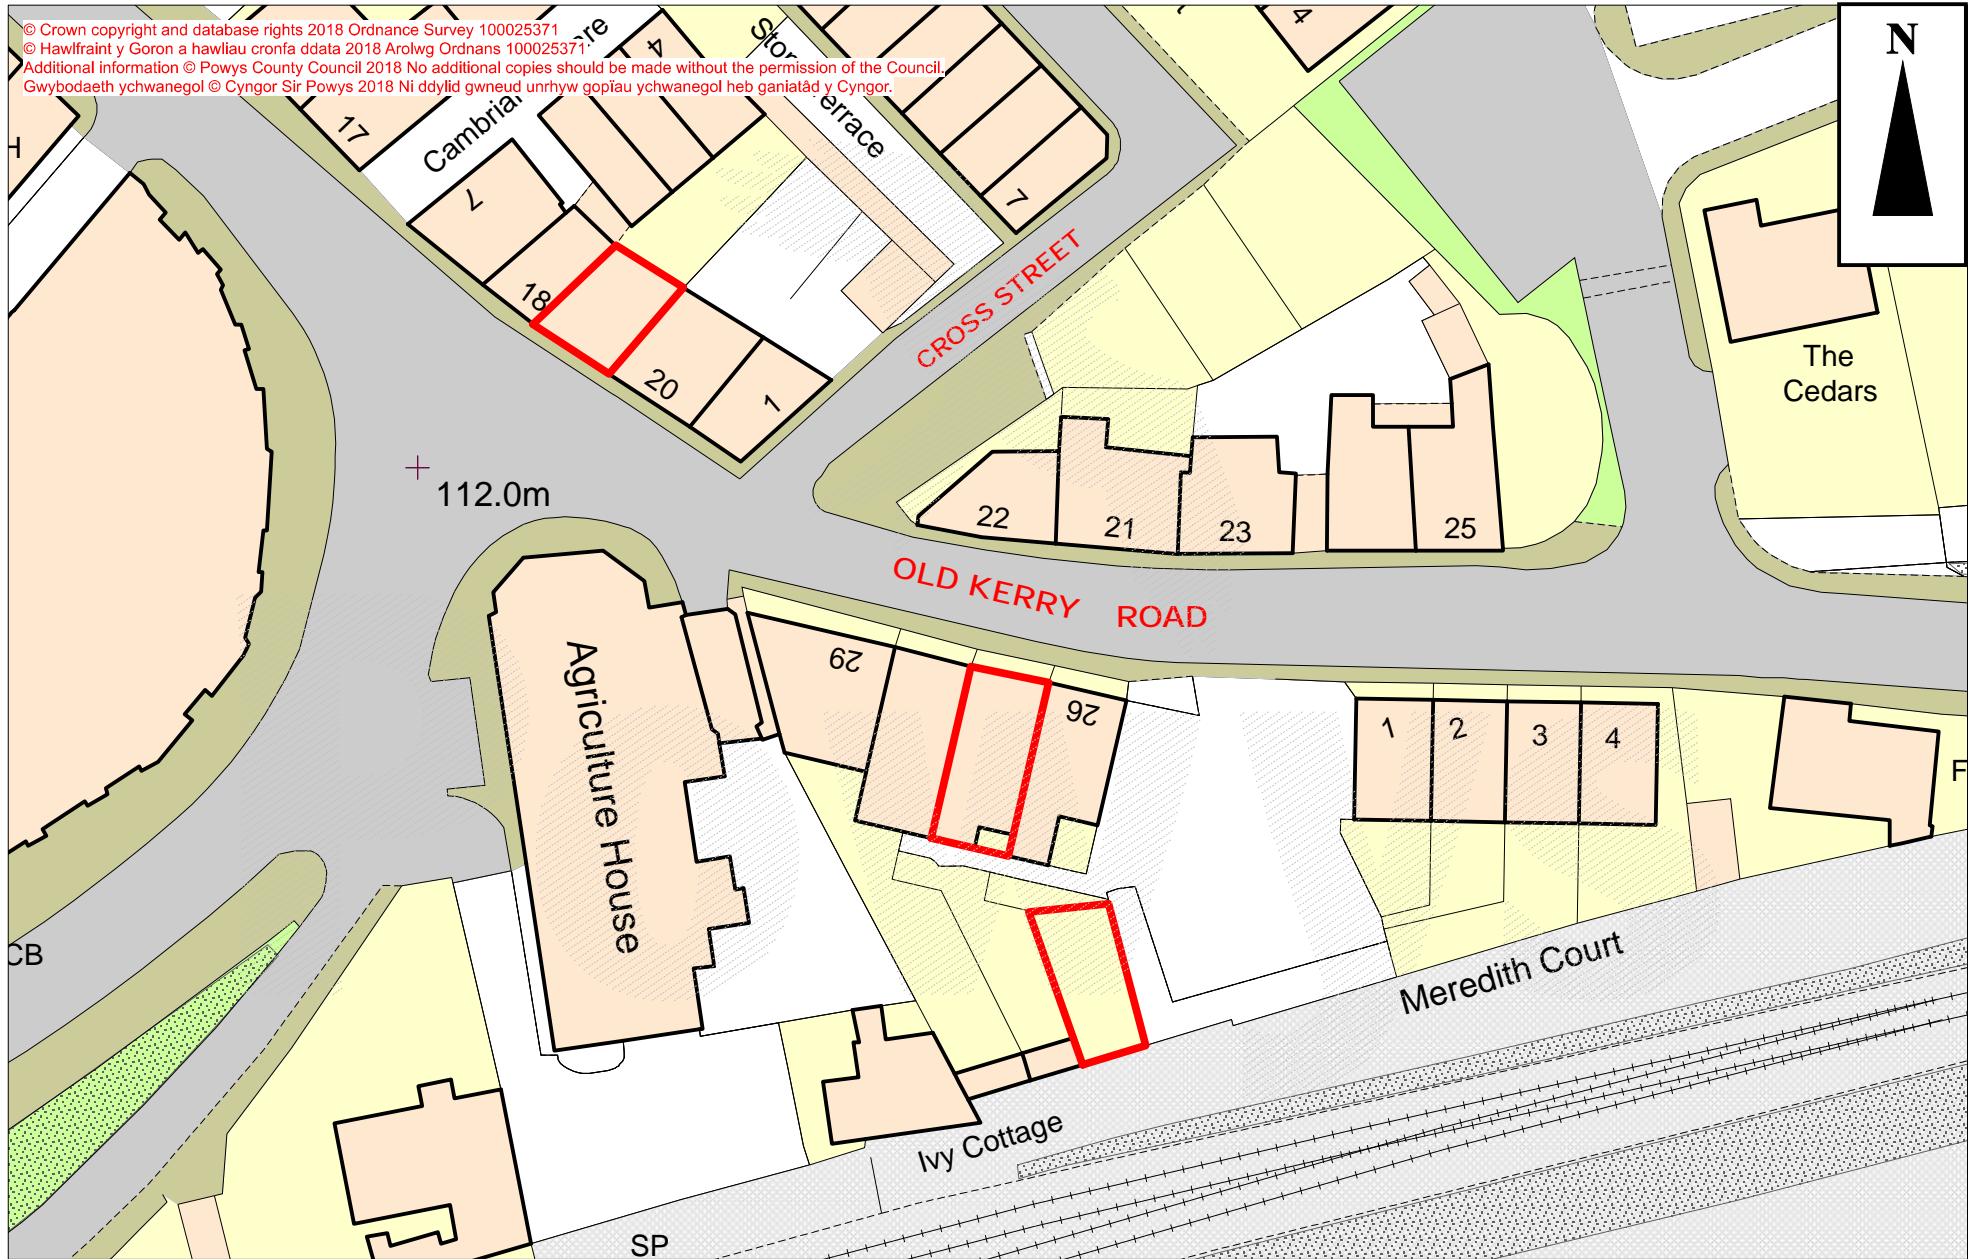 © Crown copyright and database rights 2018 Ordnance Survey 100025371
© Hawlfraint y Goron a hawliau cronfa ddata 2018 Arolwg Ordnans 100025371
Additional information © Powys County Council 2018 No additional copies should be made without the permission of the Council.
Gwybodaeth ychwanegol © Cyngor Sir Powys 2018 Ni ddylid gwneud unrhyw gopïau ychwanegol heb ganiatâd y Cyngor.
N
4
4
17
H
Terrace
7
7
18
20
1
CROSS STREET
The
Cedars
112.0m
22
21
23
25
OLD KERRY ROAD
29
26
Agriculture House
1
2
3
4
F
CB
Meredith Court
Ivy Cottage
SP